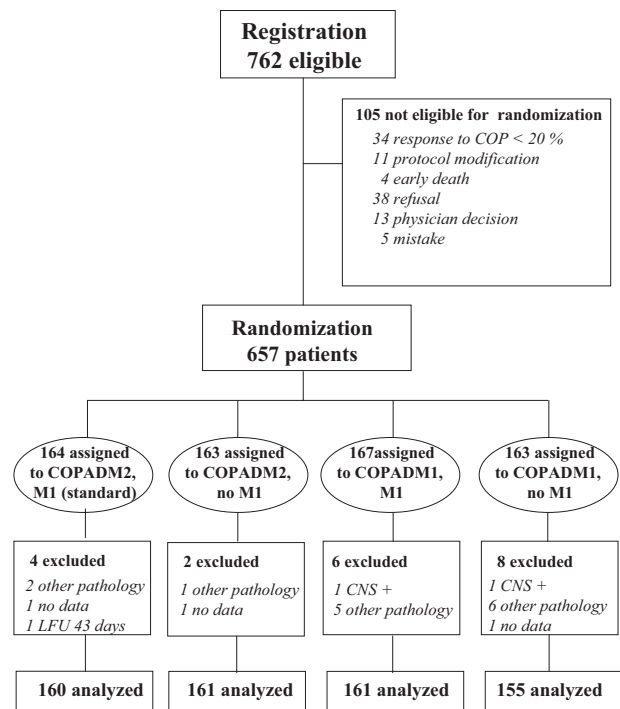 Registration
762 eligible
105 not eligible for randomization
34 response to COP < 20 %
11 protocol modification
4 early death
38 refusal
13 physician decision
5 mistake
Randomization
657 patients
164 assigned
to COPADM2,
M1 (standard)
163 assigned
to COPADM2,
no M1
167assigned
to COPADM1,
M1
163 assigned
to COPADM1,
no M1
4 excluded
2 other pathology
1 no data
1 LFU 43 days
2 excluded
1 other pathology
1 no data
6 excluded
1 CNS +
5 other pathology
8 excluded
1 CNS +
6 other pathology
1 no data
160 analyzed
161 analyzed
161 analyzed
155 analyzed